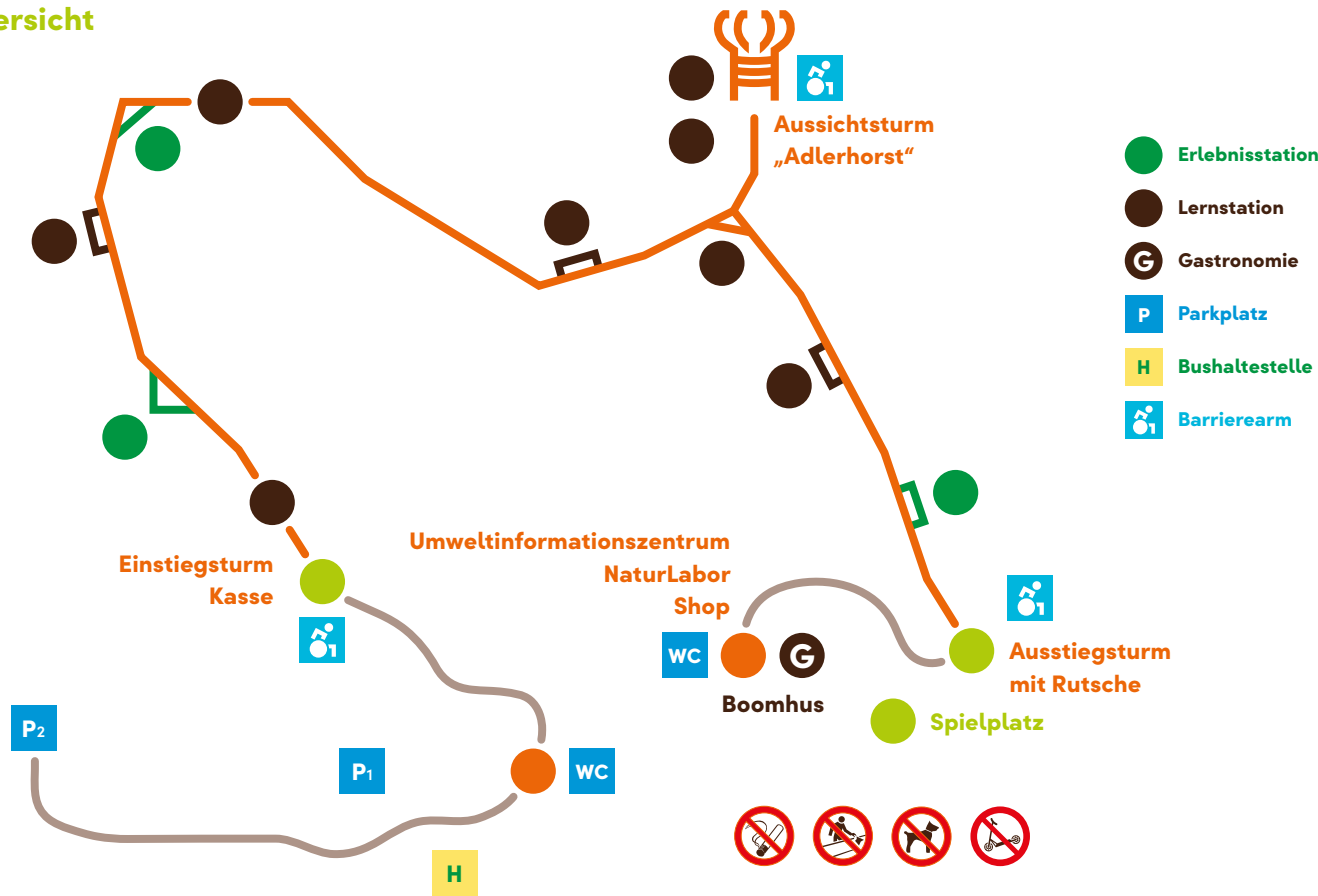 ersicht
Aussichtsturm
„Adlerhorst“
Erlebnisstation
Lernstation
G Gastronomie
P Parkplatz
H Bushaltestelle
Barrierearm
Einstiegsturm
Kasse
Umweltinformationszentrum
NaturLabor
Shop
WC
G
Boomhus
Ausstiegsturm
mit Rutsche
Spielplatz
P2
P1
WC
H